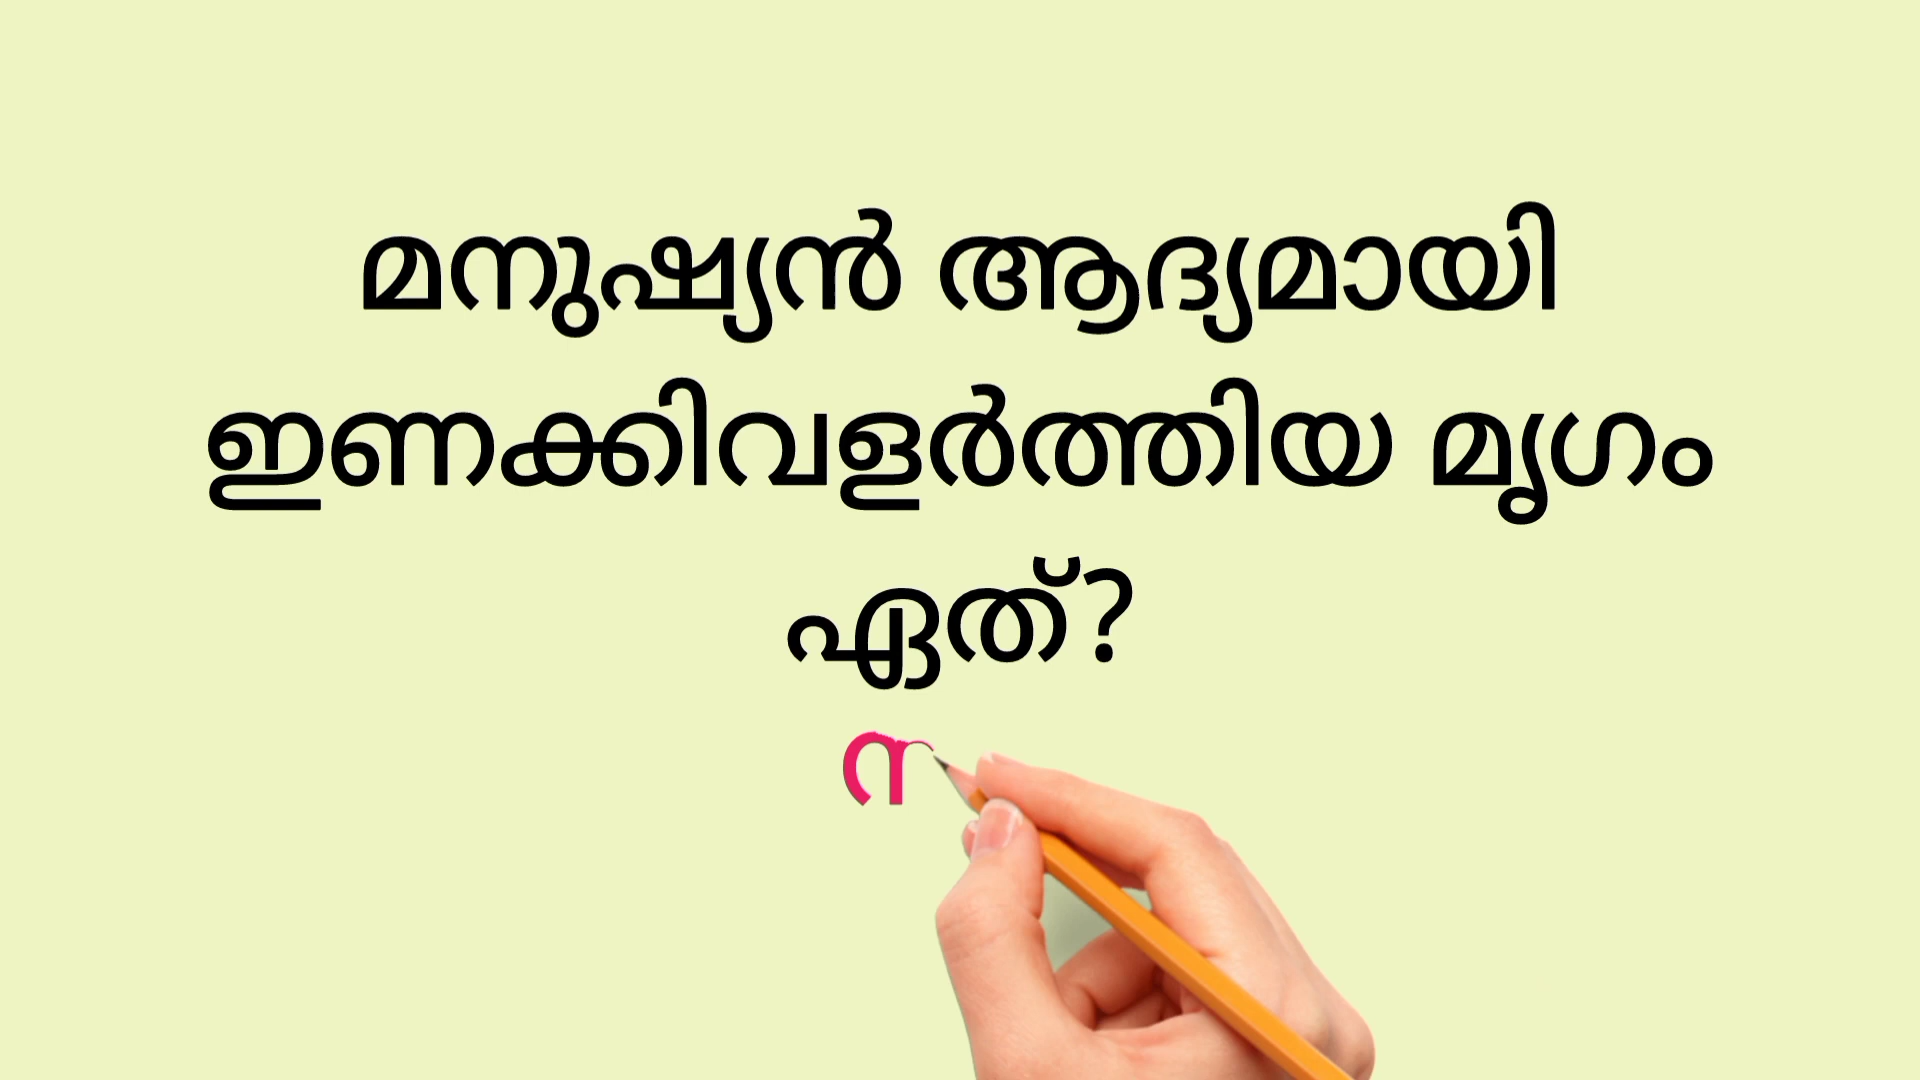 മനുഷ്യൻ ആദ്യമായി
ഇണക്കിവളർത്തിയ മൃഗം
ഏത്?